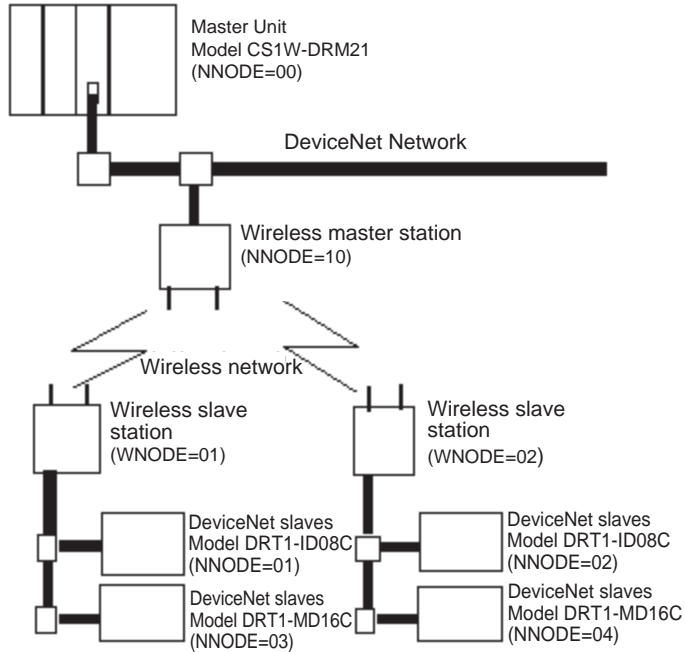 Master Unit
Model CS1W-DRM21
(NNODE=00)
DeviceNet Network
Wireless master station
(NNODE=10)
Wireless network
Wireless slave
station
(WNODE=01)
Wireless slave
station
(WNODE=02)
DeviceNet slaves
Model DRT1-ID08C
(NNODE=01)
DeviceNet slaves
Model DRT1-ID08C
(NNODE=02)
DeviceNet slaves
Model DRT1-MD16C
(NNODE=03)
DeviceNet slaves
Model DRT1-MD16C
(NNODE=04)